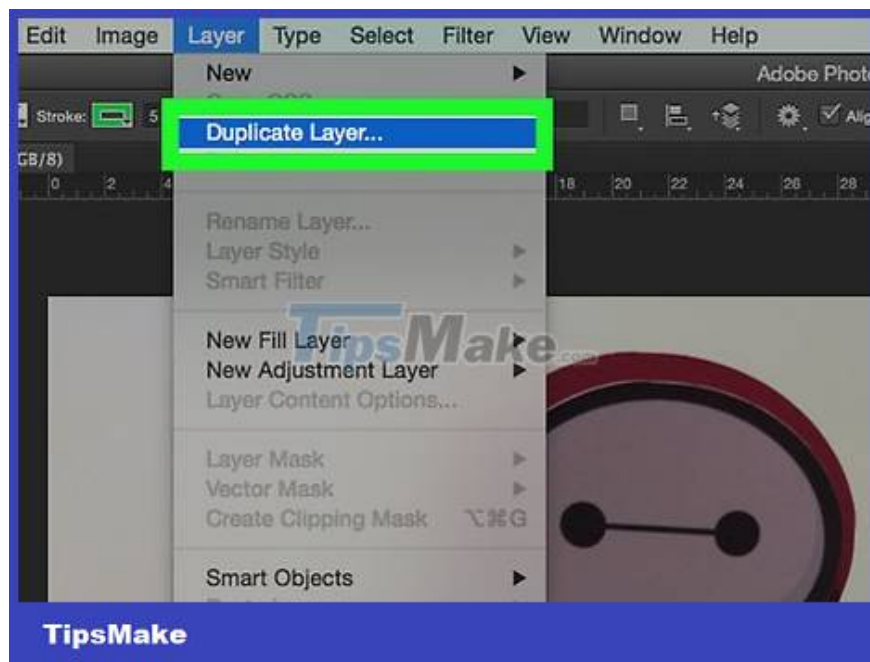 Edit Image Layer Type Select Filter View Window Help
New ▶ Adobe Phot
Stroke: 5
Duplicate Layer...
Alig
GB/8)
0 2 4 18 20 22 24 26 28
Rename Layer...
Layer Style ▶
Smart Filter ▶
TipsMake.com
New Fill Layer ▶
New Adjustment Layer ▶
Layer Content Options...
Layer Mask ▶
Vector Mask ▶
Create Clipping Mask ⌥⌘G
Smart Objects ▶
TipsMake